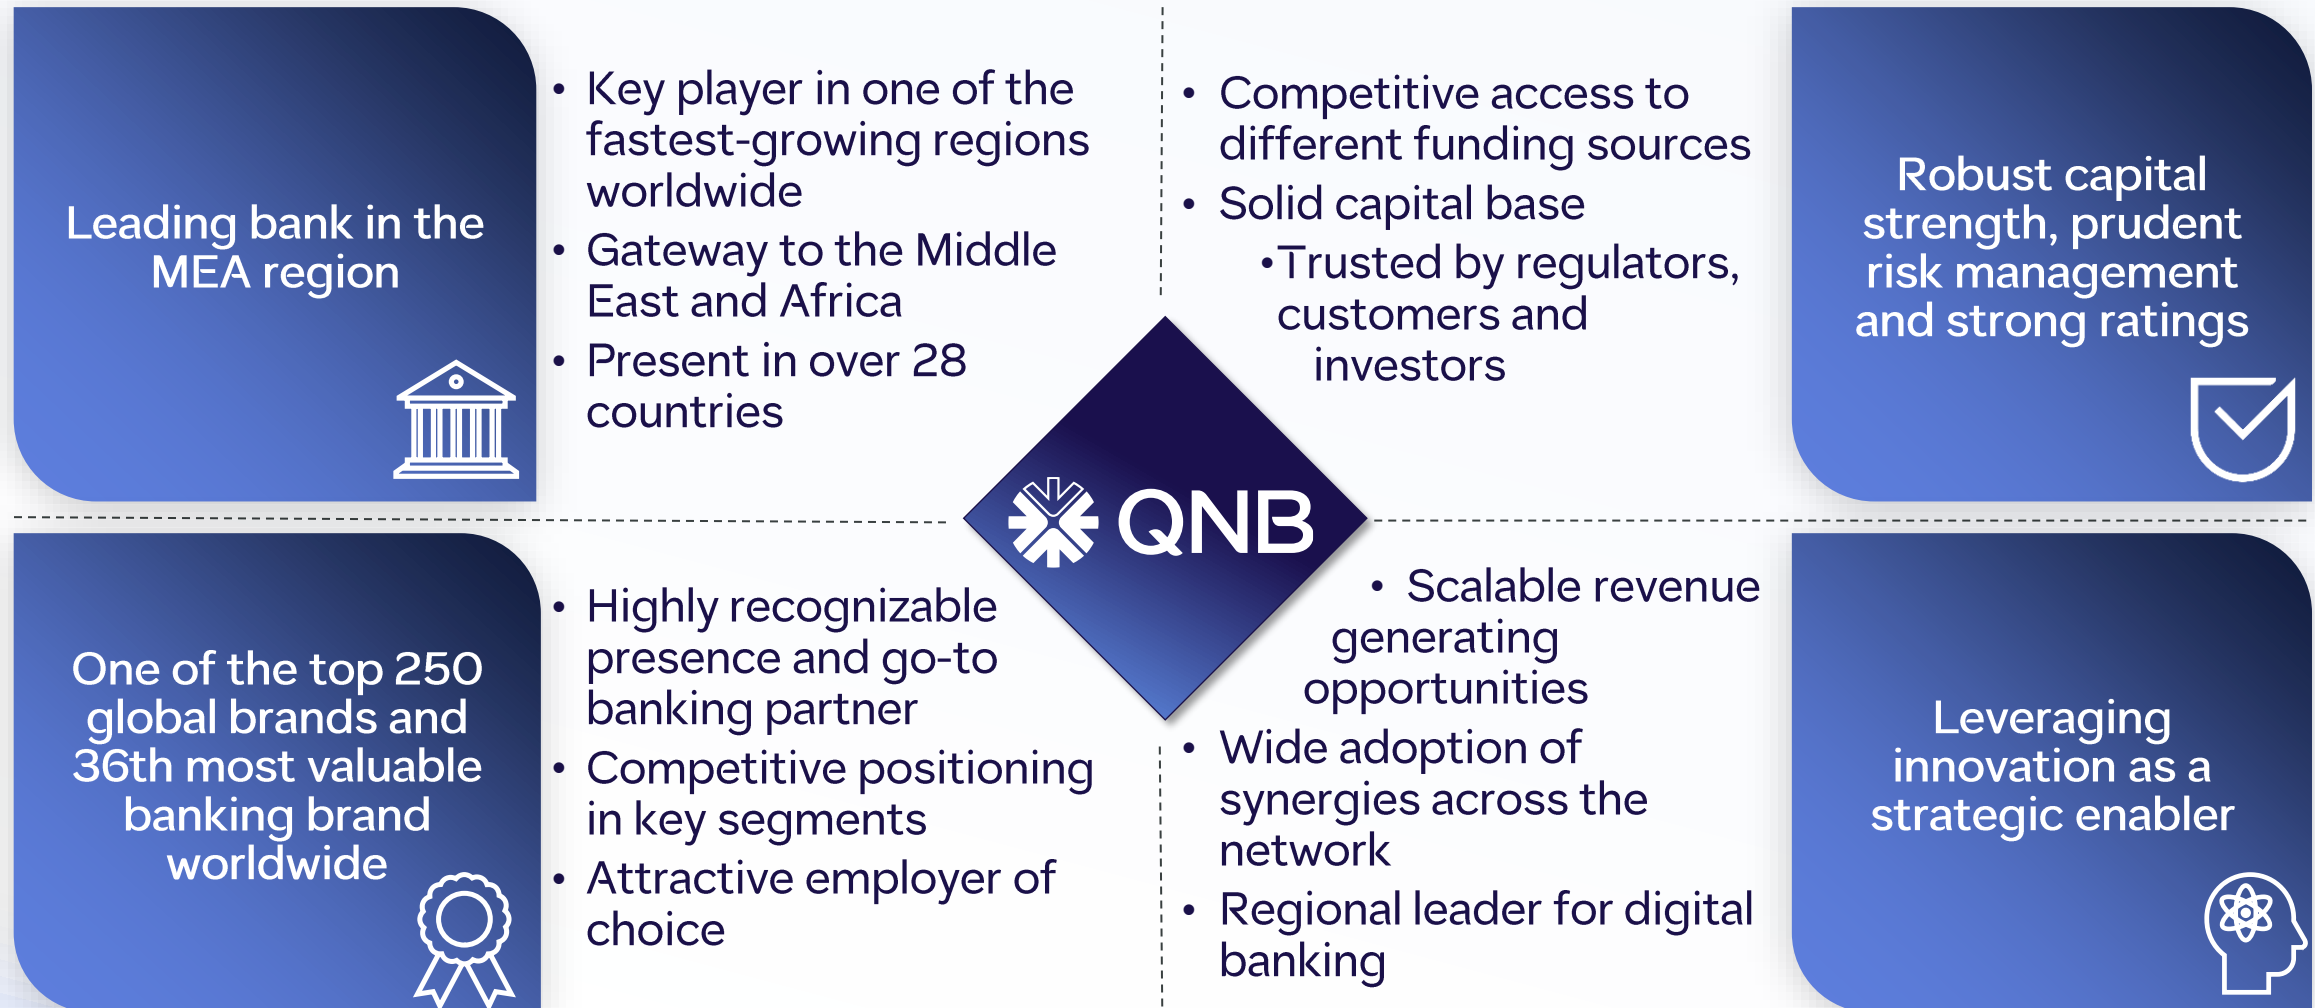 Leading bank in the
MEA region
• Key player in one of the
fastest-growing regions
worldwide
• Gateway to the Middle
East and Africa
• Present in over 28
countries
• Competitive access to
different funding sources
• Solid capital base
•Trusted by regulators,
customers and
investors
Robust capital
strength, prudent
risk management
and strong ratings
QNB
One of the top 250
global brands and
36th most valuable
banking brand
worldwide
• Highly recognizable
presence and go-to
banking partner
• Competitive positioning
in key segments
• Attractive employer of
choice
• Scalable revenue
generating
opportunities
• Wide adoption of
synergies across the
network
• Regional leader for digital
banking
Leveraging
innovation as a
strategic enabler